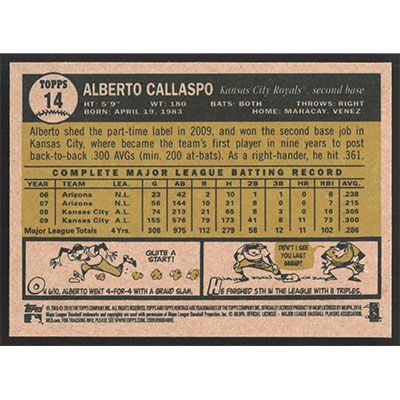 TOPPS
14
ALBERTO CALLASPO Kansas City Royals®, second base
HT: 5'9" WT: 180 BATS: BOTH THROWS: RIGHT
BORN: APRIL 19, 1983 HOME: MARACAY, VENEZ.
Alberto shed the part-time label in 2009, and won the second base job in
Kansas City, where became the team's first player in nine years to post
back-to-back .300 AVGs (min. 200 at-bats). As a right-hander, he hit .361.
COMPLETE MAJOR LEAGUE BATTING RECORD
YEAR TEAM LEA. G AB R H 2B 3B HR RBI AVG.
06 Arizona N.L. 23 42 2 10 1 1 0 6 .238
07 Arizona N.L. 56 144 10 31 8 0 0 7 .215
08 Kansas City A.L. 74 213 21 65 8 3 0 16 .305
09 Kansas City A.L. 155 576 79 173 41 8 11 73 .300
Major League Totals 4 Yrs. 308 975 112 279 58 12 11 102 .286
QUITE A
START!
DON'T I SEE
YOU LAST
NIGHT?
ON 6/10, ALBERTO WENT 4-FOR-4 WITH A GRAND SLAM.
HE FINISHED 5TH IN THE LEAGUE WITH 8 TRIPLES.
Topps